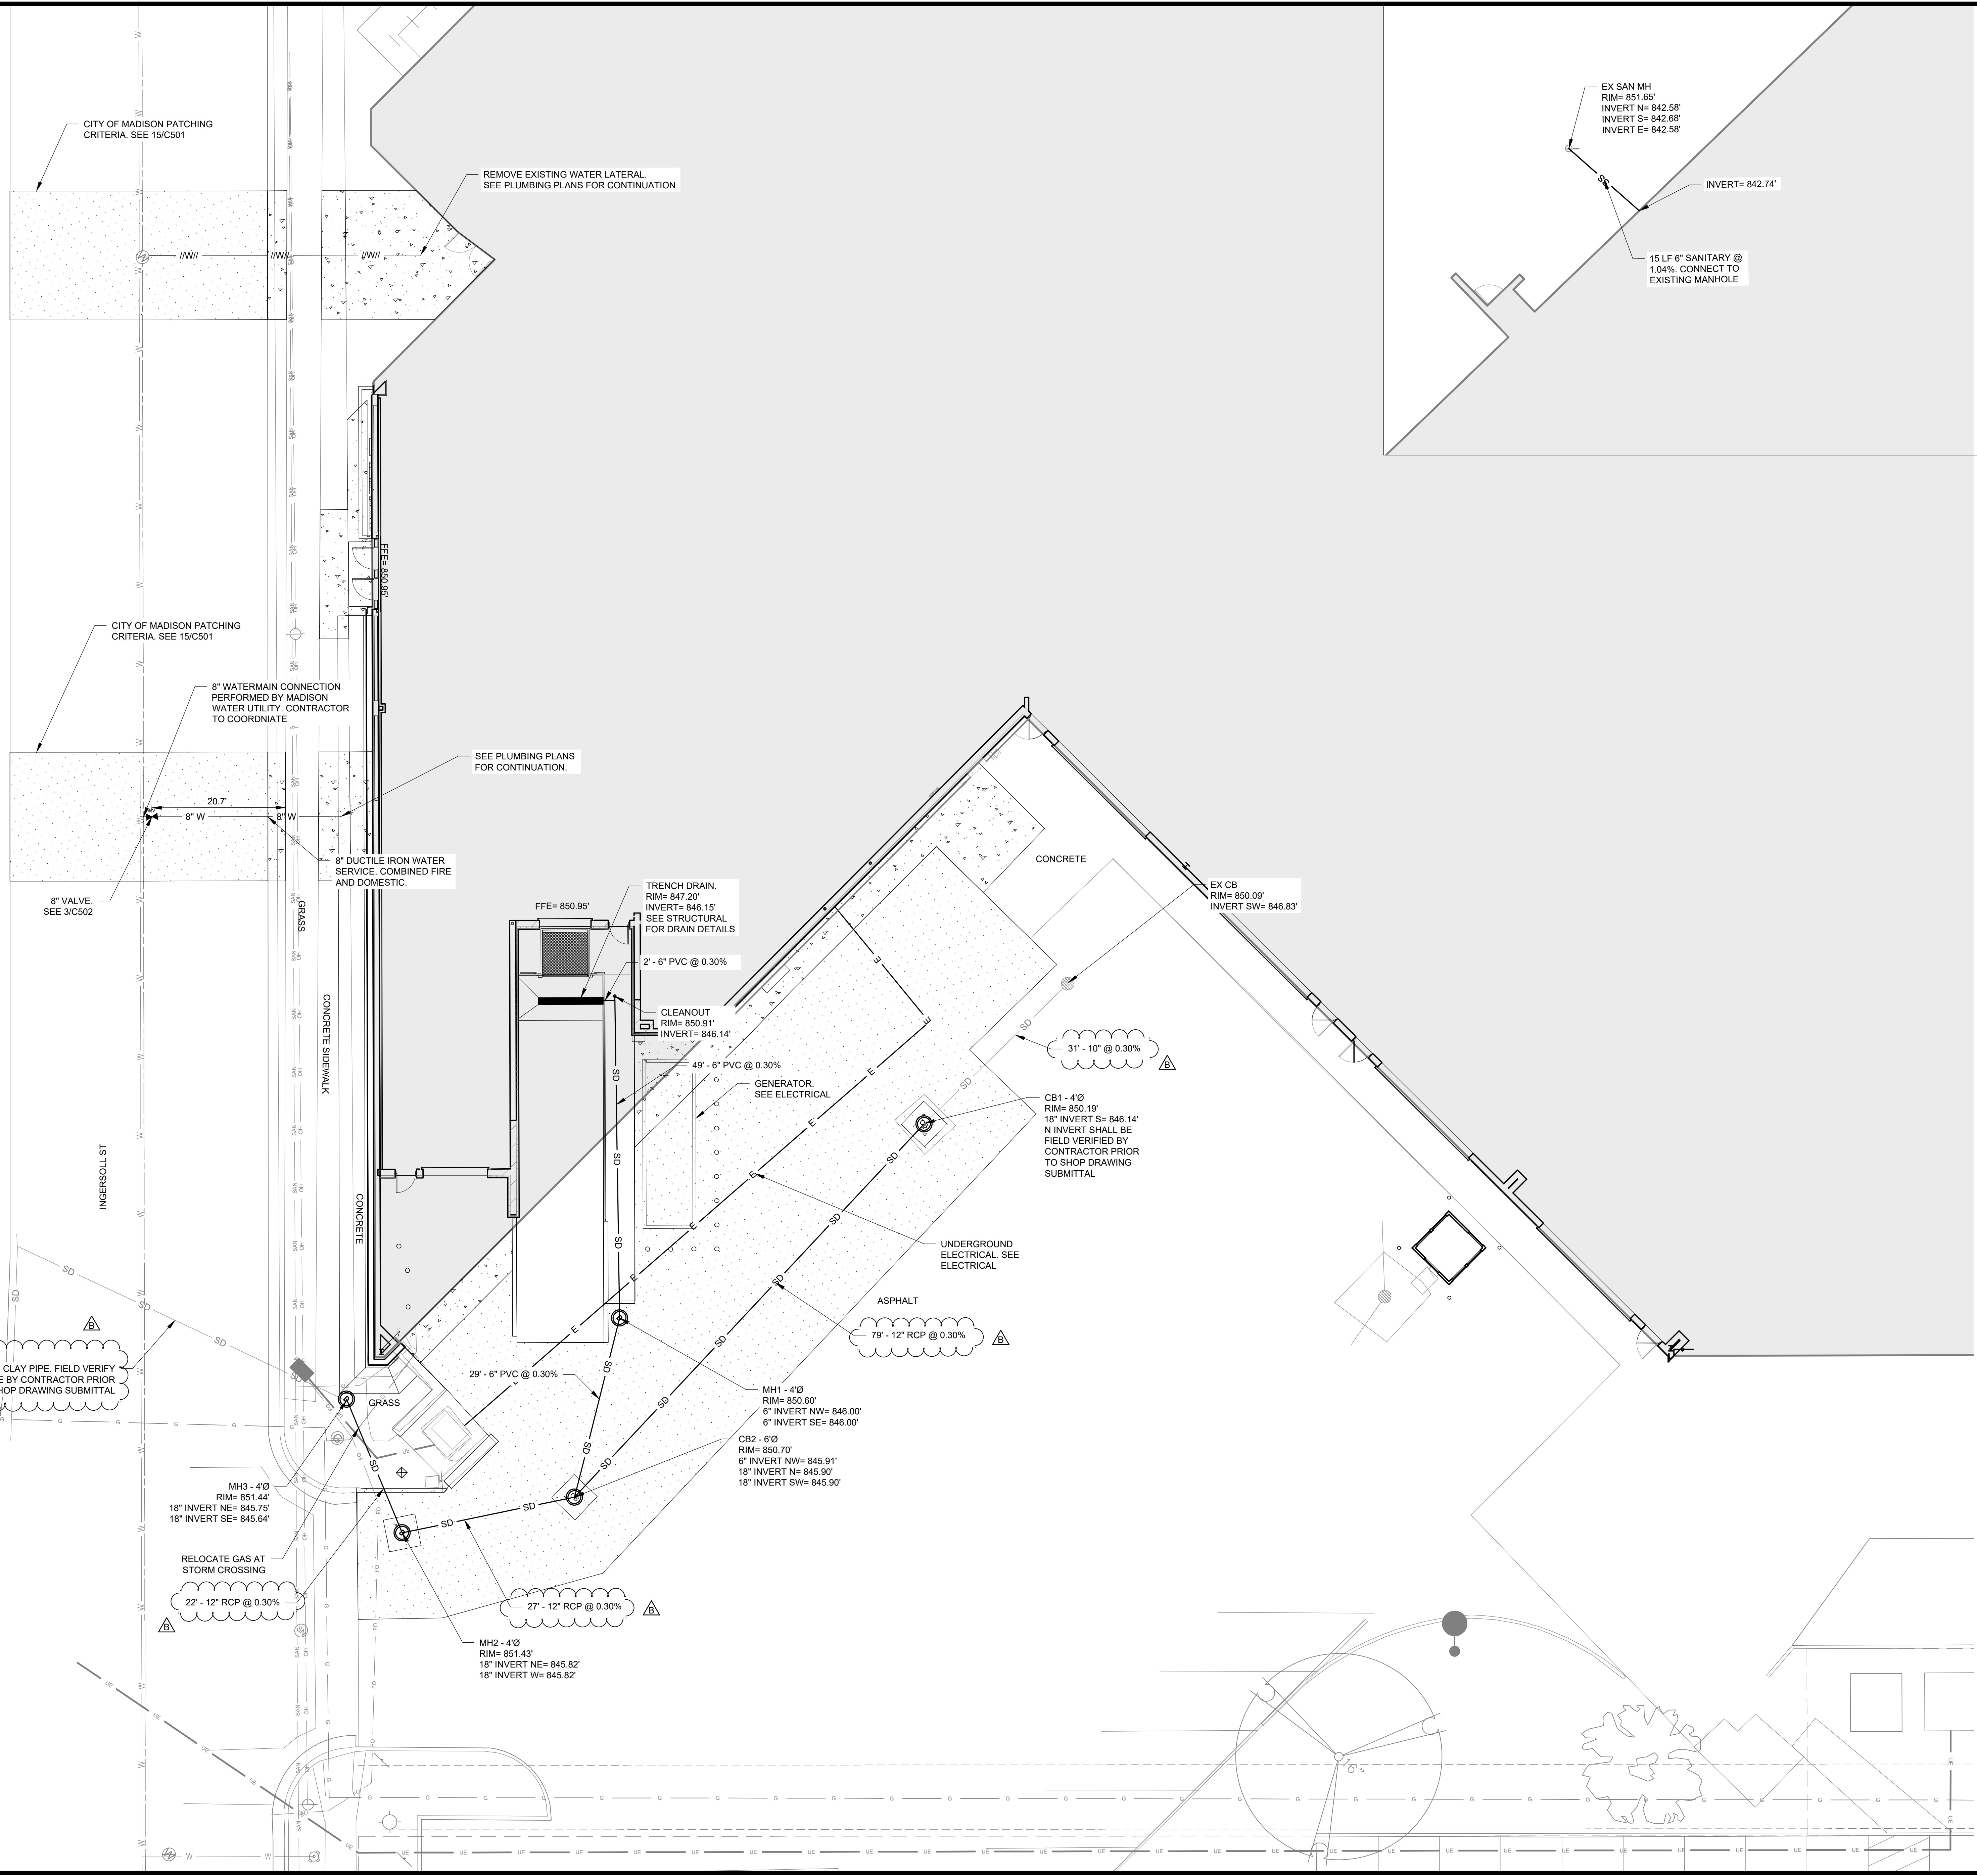 CITY OF MADISON PATCHING
CRITERIA. SEE 15/C501
REMOVE EXISTING WATER LATERAL.
SEE PLUMBING PLANS FOR CONTINUATION
EX SAN MH
RIM= 851.65'
INVERT N= 842.58'
INVERT S= 842.68'
INVERT E= 842.58'
SS
INVERT= 842.74'
15 LF 6" SANITARY @
1.04%. CONNECT TO
EXISTING MANHOLE
//W// //W// //W//
FFE= 850.95'
CITY OF MADISON PATCHING
CRITERIA. SEE 15/C501
8" WATERMAIN CONNECTION
PERFORMED BY MADISON
WATER UTILITY. CONTRACTOR
TO COORDNIATE
SEE PLUMBING PLANS
FOR CONTINUATION.
20.7'
8" W 8" W
8" DUCTILE IRON WATER
SERVICE. COMBINED FIRE
AND DOMESTIC.
8" VALVE.
SEE 3/C502
GRASS
CONCRETE SIDEWALK
CONCRETE
INGERSOLL ST
FFE= 850.95'
TRENCH DRAIN.
RIM= 847.20'
INVERT= 846.15'
SEE STRUCTURAL
FOR DRAIN DETAILS
2' - 6" PVC @ 0.30%
CLEANOUT
RIM= 850.91'
INVERT= 846.14'
49' - 6" PVC @ 0.30%
GENERATOR.
SEE ELECTRICAL
CONCRETE
EX CB
RIM= 850.09'
INVERT SW= 846.83'
31' - 10" @ 0.30%
B
CB1 - 4'Ø
RIM= 850.19'
18" INVERT S= 846.14'
N INVERT SHALL BE
FIELD VERIFIED BY
CONTRACTOR PRIOR
TO SHOP DRAWING
SUBMITTAL
UNDERGROUND
ELECTRICAL. SEE
ELECTRICAL
ASPHALT
79' - 12" RCP @ 0.30%
B
B
CLAY PIPE. FIELD VERIFY
E BY CONTRACTOR PRIOR
HOP DRAWING SUBMITTAL
GRASS
29' - 6" PVC @ 0.30%
MH1 - 4'Ø
RIM= 850.60'
6" INVERT NW= 846.00'
6" INVERT SE= 846.00'
CB2 - 6'Ø
RIM= 850.70'
6" INVERT NW= 845.91'
18" INVERT N= 845.90'
18" INVERT SW= 845.90'
MH3 - 4'Ø
RIM= 851.44'
18" INVERT NE= 845.75'
18" INVERT SE= 845.64'
RELOCATE GAS AT
STORM CROSSING
22' - 12" RCP @ 0.30%
B
27' - 12" RCP @ 0.30%
B
MH2 - 4'Ø
RIM= 851.43'
18" INVERT NE= 845.82'
18" INVERT W= 845.82'
16"